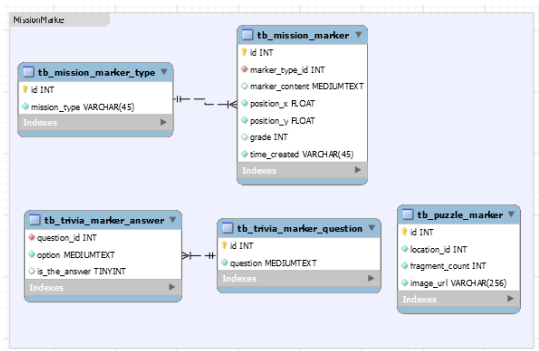 MissionMarker
tb_mission_marker
id INT
marker_type_id INT
marker_content MEDIUMTEXT
position_x FLOAT
position_y FLOAT
grade INT
time_created VARCHAR(45)
Indexes
tb_mission_marker_type
id INT
mission_type VARCHAR(45)
Indexes
tb_trivia_marker_answer
question_id INT
option MEDIUMTEXT
is_the_answer TINYINT
Indexes
tb_trivia_marker_question
id INT
question MEDIUMTEXT
Indexes
tb_puzzle_marker
id INT
location_id INT
fragment_count INT
image_url VARCHAR(256)
Indexes